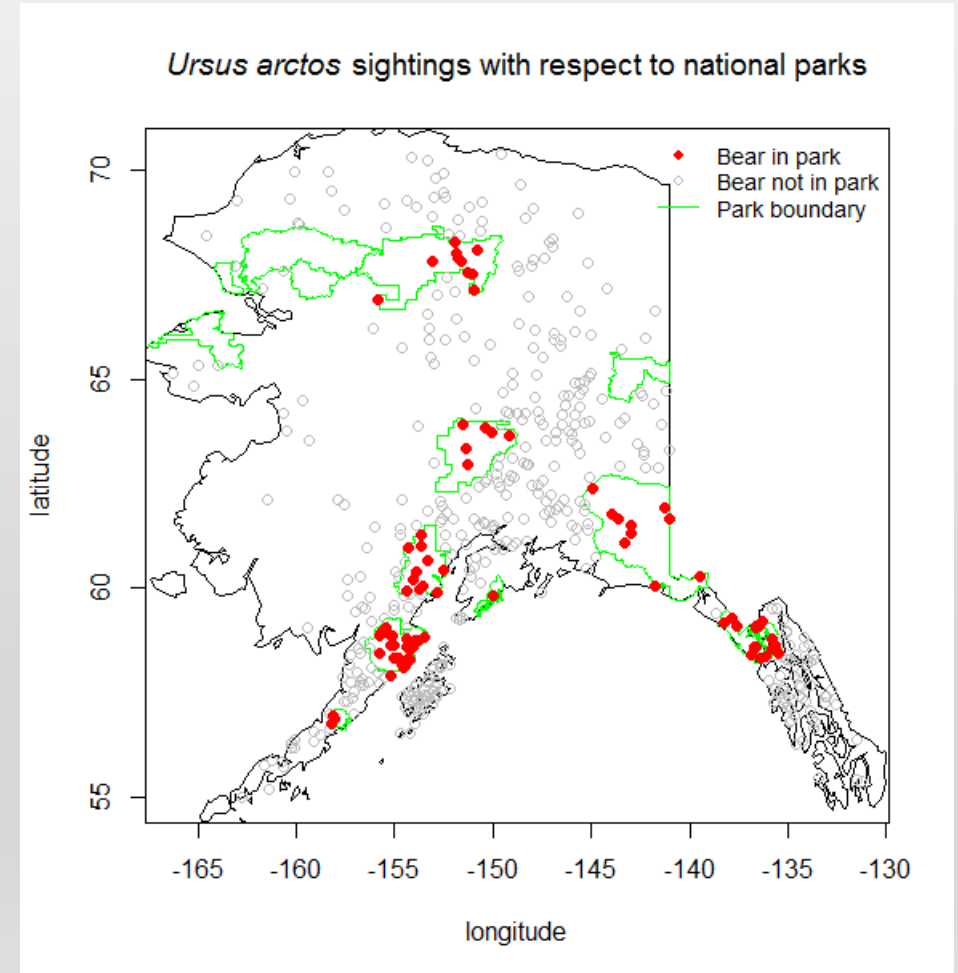 Ursus arctos sightings with respect to national parks
Bear in park
Bear not in park
Park boundary
70
65
60
55
latitude
-165 -160 -155 -150 -145 -140 -135 -130
longitude